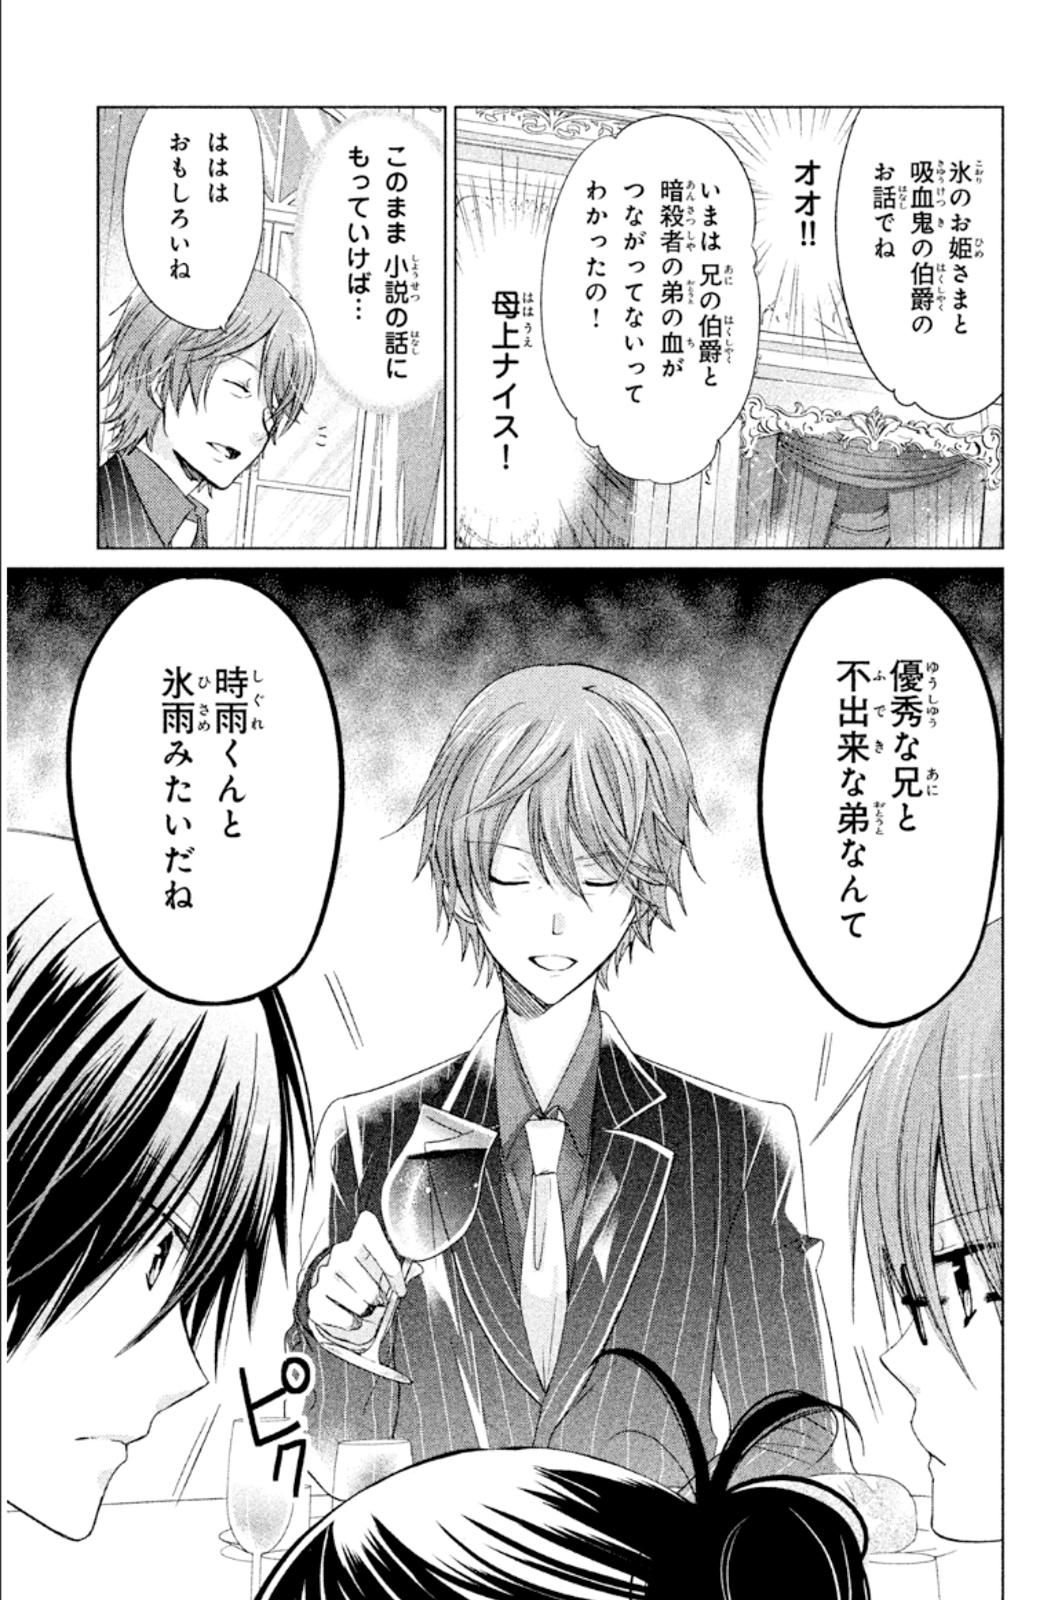 氷のお姫さまと
吸血鬼の伯爵の
お話でね
オオ!!
いまは 兄の伯爵と
暗殺者の弟の血が
つながってないって
わかったの！
母上ナイス！
このまま 小説の話に
もっていけば…
ははは
おもしろいね
優秀な兄と
不出来な弟なんて
時雨くんと
氷雨みたいだね
ピク